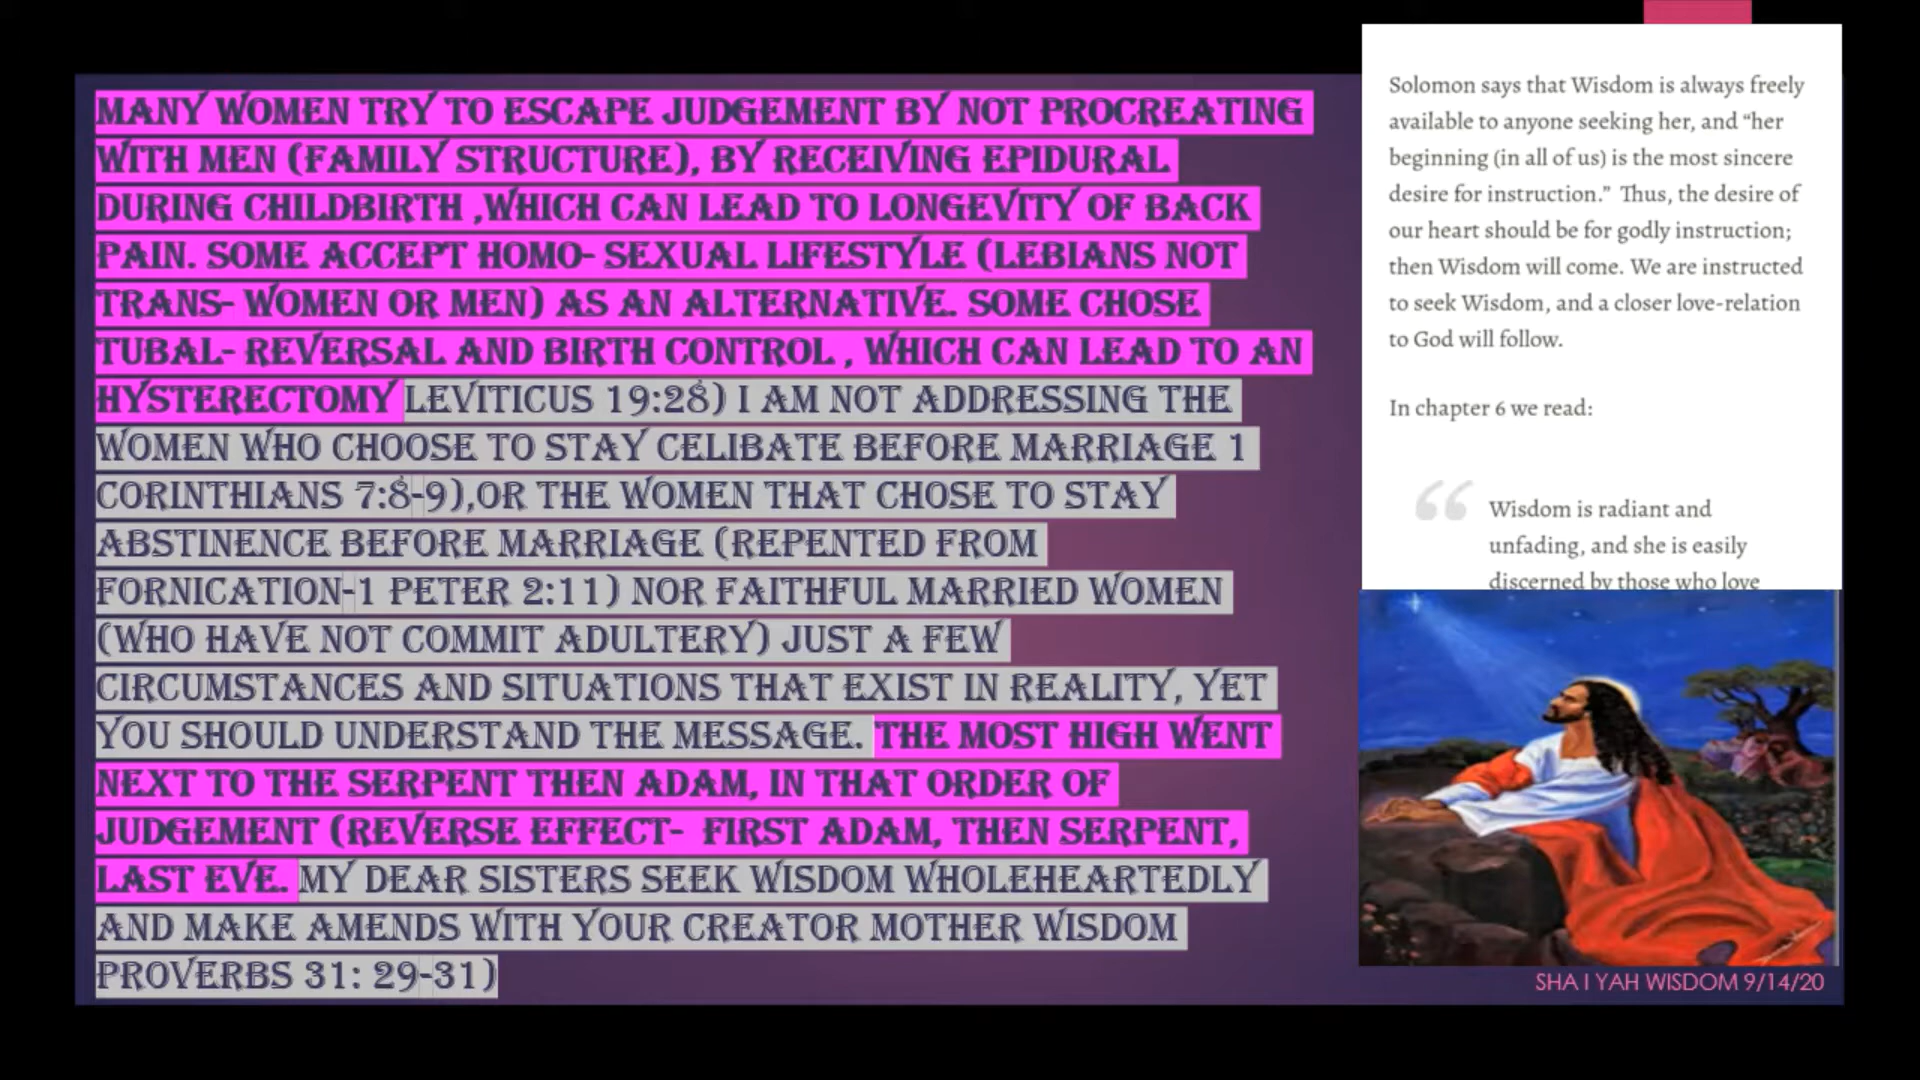 MANY WOMEN TRY TO ESCAPE JUDGEMENT BY NOT PROCREATING
WITH MEN (FAMILY STRUCTURE), BY RECEIVING EPIDURAL
DURING CHILDBIRTH ,WHICH CAN LEAD TO LONGEVITY OF BACK
PAIN. SOME ACCEPT HOMO- SEXUAL LIFESTYLE (LEBIANS NOT
TRANS- WOMEN OR MEN) AS AN ALTERNATIVE. SOME CHOSE
TUBAL- REVERSAL AND BIRTH CONTROL , WHICH CAN LEAD TO AN
HYSTERECTOMY LEVITICUS 19:28) I AM NOT ADDRESSING THE
WOMEN WHO CHOOSE TO STAY CELIBATE BEFORE MARRIAGE 1
CORINTHIANS 7:8-9),OR THE WOMEN THAT CHOSE TO STAY
ABSTINENCE BEFORE MARRIAGE (REPENTED FROM
FORNICATION-1 PETER 2:11) NOR FAITHFUL MARRIED WOMEN
(WHO HAVE NOT COMMIT ADULTERY) JUST A FEW
CIRCUMSTANCES AND SITUATIONS THAT EXIST IN REALITY, YET
YOU SHOULD UNDERSTAND THE MESSAGE. THE MOST HIGH WENT
NEXT TO THE SERPENT THEN ADAM, IN THAT ORDER OF
JUDGEMENT (REVERSE EFFECT- FIRST ADAM, THEN SERPENT,
LAST EVE. MY DEAR SISTERS SEEK WISDOM WHOLEHEARTEDLY
AND MAKE AMENDS WITH YOUR CREATOR MOTHER WISDOM
PROVERBS 31: 29-31)
Solomon says that Wisdom is always freely
available to anyone seeking her, and “her
beginning (in all of us) is the most sincere
desire for instruction.” Thus, the desire of
our heart should be for godly instruction;
then Wisdom will come. We are instructed
to seek Wisdom, and a closer love-relation
to God will follow.
In chapter 6 we read:
“ Wisdom is radiant and
unfading, and she is easily
discerned by those who love
SHA I YAH WISDOM 9/14/20